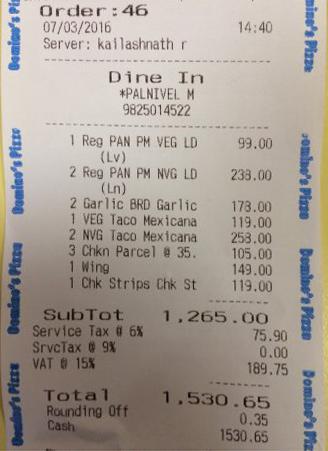 Order:46
07/03/2016 14:40
Server: kailashnath r
Dine In
*PALNIVEL M
9825014522
1 Reg PAN PM VEG LD 99.00
(Lv)
2 Reg PAN PM NVG LD 238.00
(Ln)
2 Garlic BRD Garlic 178.00
1 VEG Taco Mexicana 119.00
2 NVG Taco Mexicana 258.00
3 Chkn Parcel @ 35. 105.00
1 Wing 149.00
1 Chk Strips Chk St 119.00
SubTot 1,265.00
Service Tax @ 6% 75.90
SrvcTax @ 9% 0.00
VAT @ 15% 189.75
Total 1,530.65
Rounding Off 0.35
Cash 1530.65
Domino's Pizza
Domino's Pizza
Domino's Pizza
Domino's Pizza
Domino's Pizza
Domino's Pizza